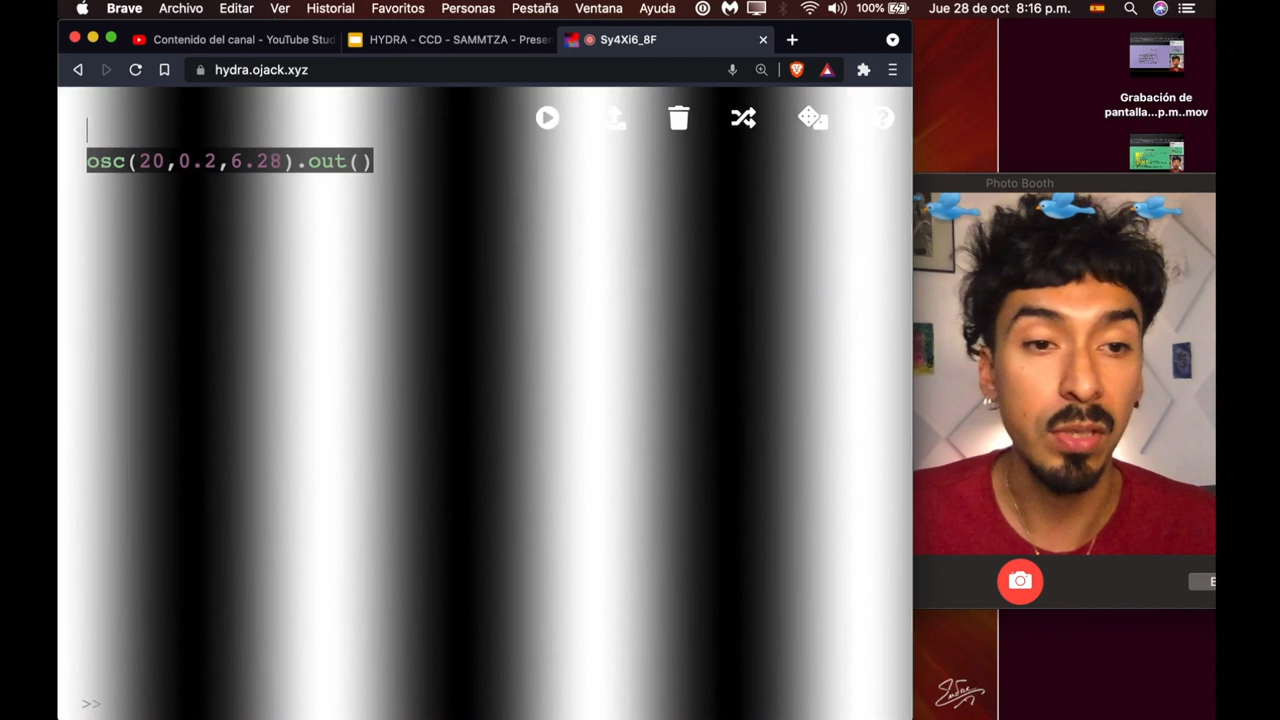 Brave Archivo Editar Ver Historial Favoritos Personas Pestaña Ventana Ayuda 100% Jue 28 de oct 8:16 p.m.
Contenido del canal - YouTube Stud
HYDRA - CCD - SAMMTZA - Preser
Sy4Xi6_8F
hydra.ojack.xyz
osc(20,0.2,6.28).out()
>>
Grabación de
pantalla...p.m..mov
Photo Booth
E